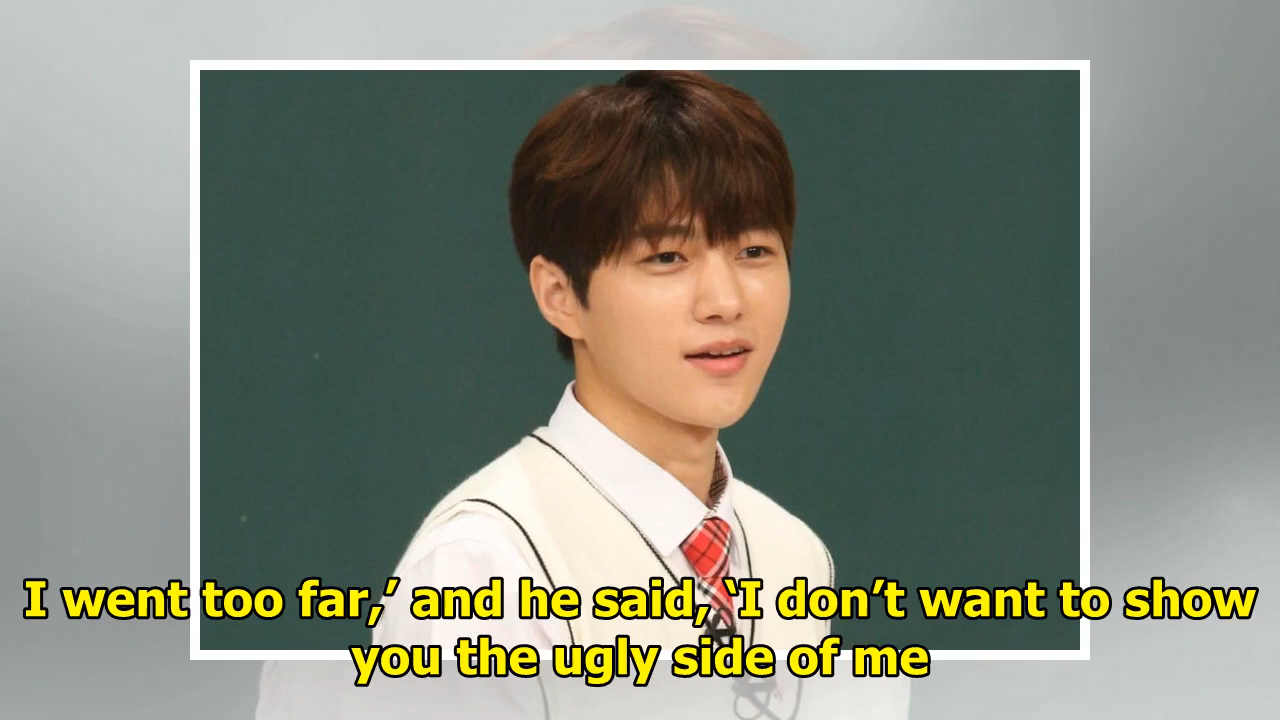 I went too far,’ and he said, ‘I don’t want to show
you the ugly side of me